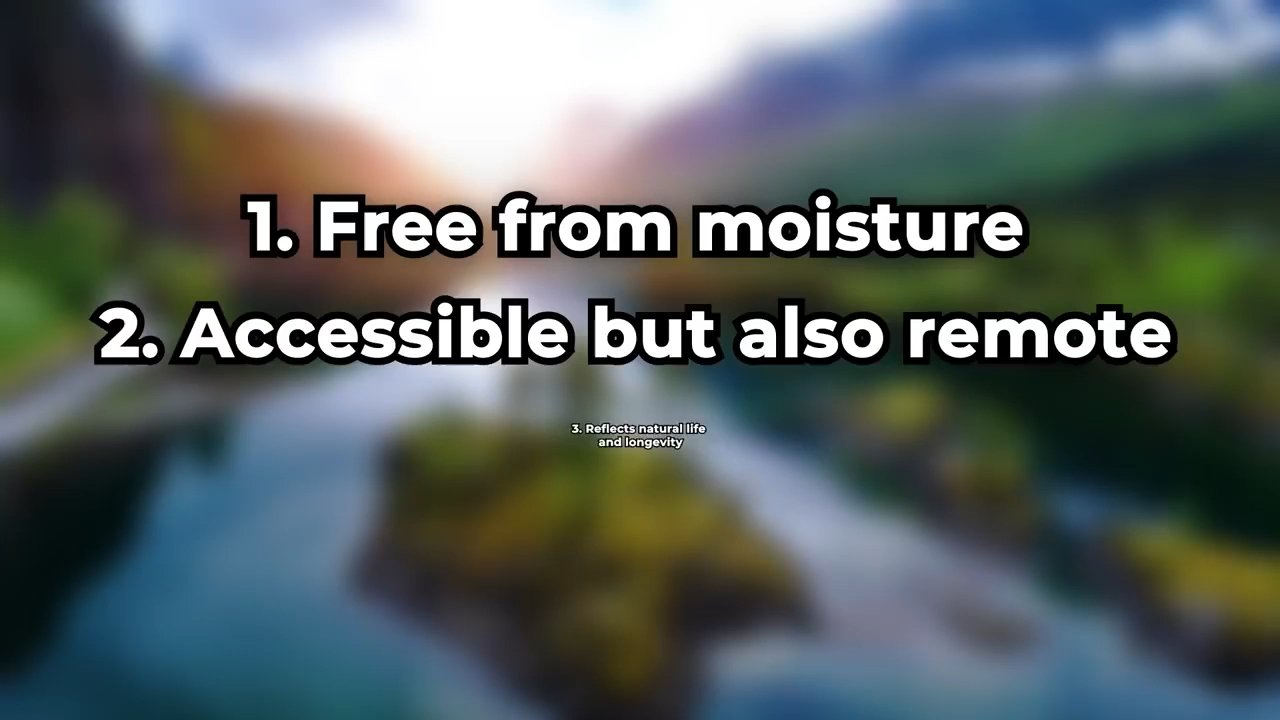 1. Free from moisture
2. Accessible but also remote
3. Reflects natural life
and longevity